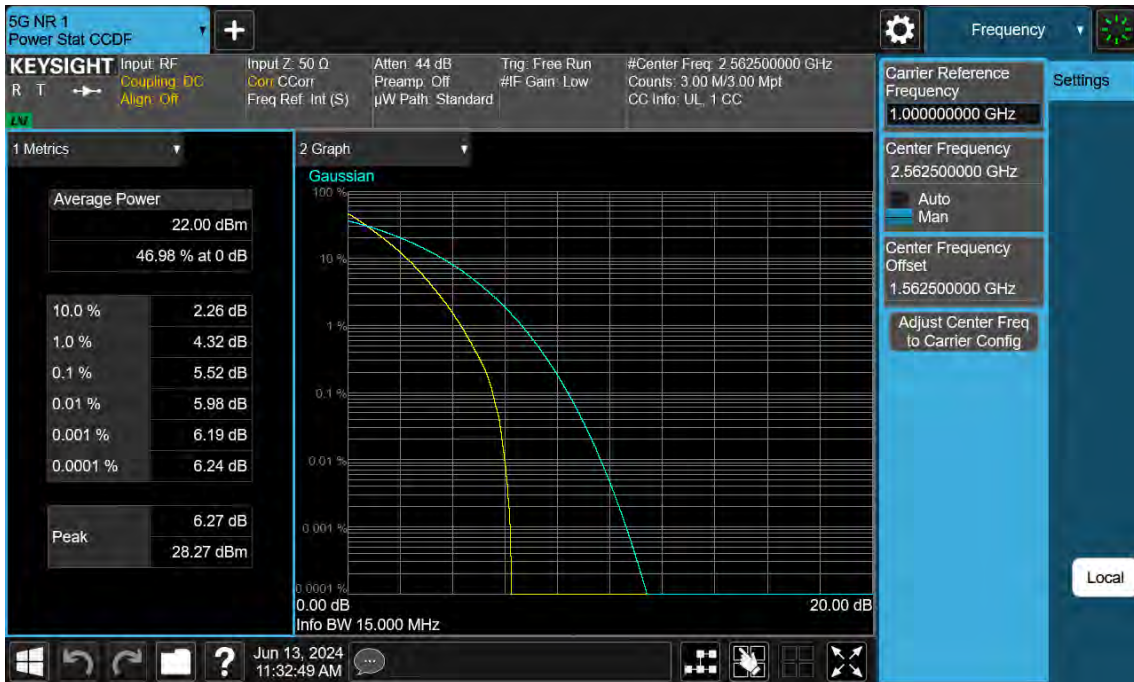 5G NR 1
Power Stat CCDF
Frequency
KEYSIGHT
R T
LNI
Input: RF
Coupling: DC
Align: Off
Input Z: 50 Ω
Corr CCorr
Freq Ref: Int (S)
Atten: 44 dB
Preamp: Off
µW Path: Standard
Trig: Free Run
#IF Gain: Low
#Center Freq: 2.562500000 GHz
Counts: 3.00 M/3.00 Mpt
CC Info: UL, 1 CC
1 Metrics
Average Power
22.00 dBm
46.98 % at 0 dB
10.0 % 2.26 dB
1.0 % 4.32 dB
0.1 % 5.52 dB
0.01 % 5.98 dB
0.001 % 6.19 dB
0.0001 % 6.24 dB
Peak
6.27 dB
28.27 dBm
2 Graph
Gaussian
100 %
10 %
1 %
0.1 %
0.01 %
0.001 %
0.0001 %
0.00 dB
20.00 dB
Info BW 15.000 MHz
Carrier Reference
Frequency
1.000000000 GHz
Center Frequency
2.562500000 GHz
Auto
Man
Center Frequency
Offset
1.562500000 GHz
Adjust Center Freq
to Carrier Config
Settings
Local
Jun 13, 2024
11:32:49 AM